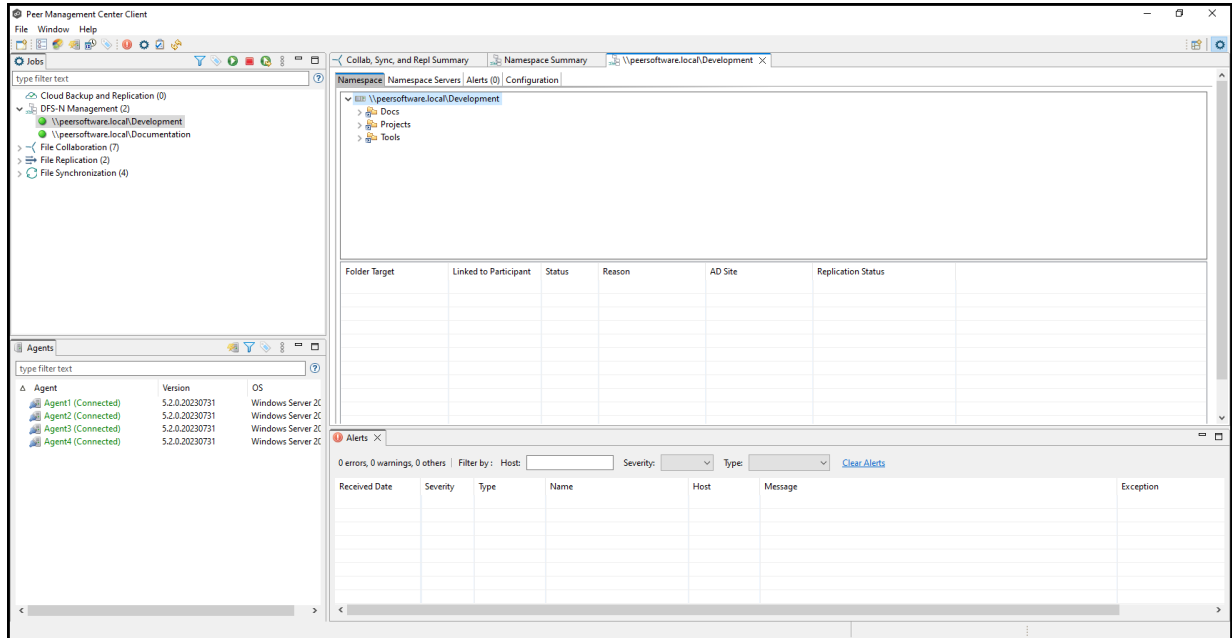 Peer Management Center Client
File Window Help
Jobs
type filter text
Cloud Backup and Replication (0)
DFS-N Management (2)
\\peersoftware.local\Development
\\peersoftware.local\Documentation
File Collaboration (7)
File Replication (2)
File Synchronization (4)
Agents
type filter text
Agent Version OS
Agent1 (Connected) 5.2.0.20230731 Windows Server 20
Agent2 (Connected) 5.2.0.20230731 Windows Server 20
Agent3 (Connected) 5.2.0.20230731 Windows Server 20
Agent4 (Connected) 5.2.0.20230731 Windows Server 20
Collab, Sync, and Repl Summary Namespace Summary \\peersoftware.local\Development
Namespace Namespace Servers Alerts (0) Configuration
\\peersoftware.local\Development
Docs
Projects
Tools
Folder Target Linked to Participant Status Reason AD Site Replication Status
Alerts
0 errors, 0 warnings, 0 others Filter by : Host: Severity: Type: Clear Alerts
Received Date Severity Type Name Host Message Exception